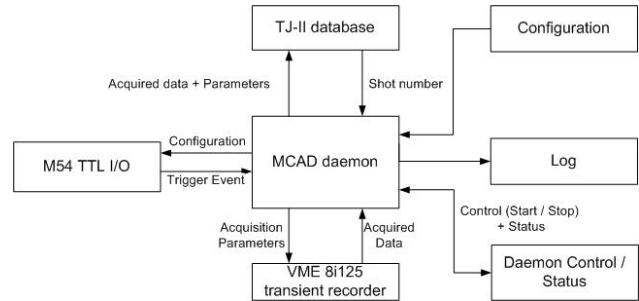 TJ-II database
Configuration
Acquired data + Parameters
Shot number
M54 TTL I/O
Configuration
Trigger Event
MCAD daemon
Log
Control (Start / Stop)
+ Status
Acquisition
Parameters
Acquired
Data
VME 8i125
transient recorder
Daemon Control /
Status